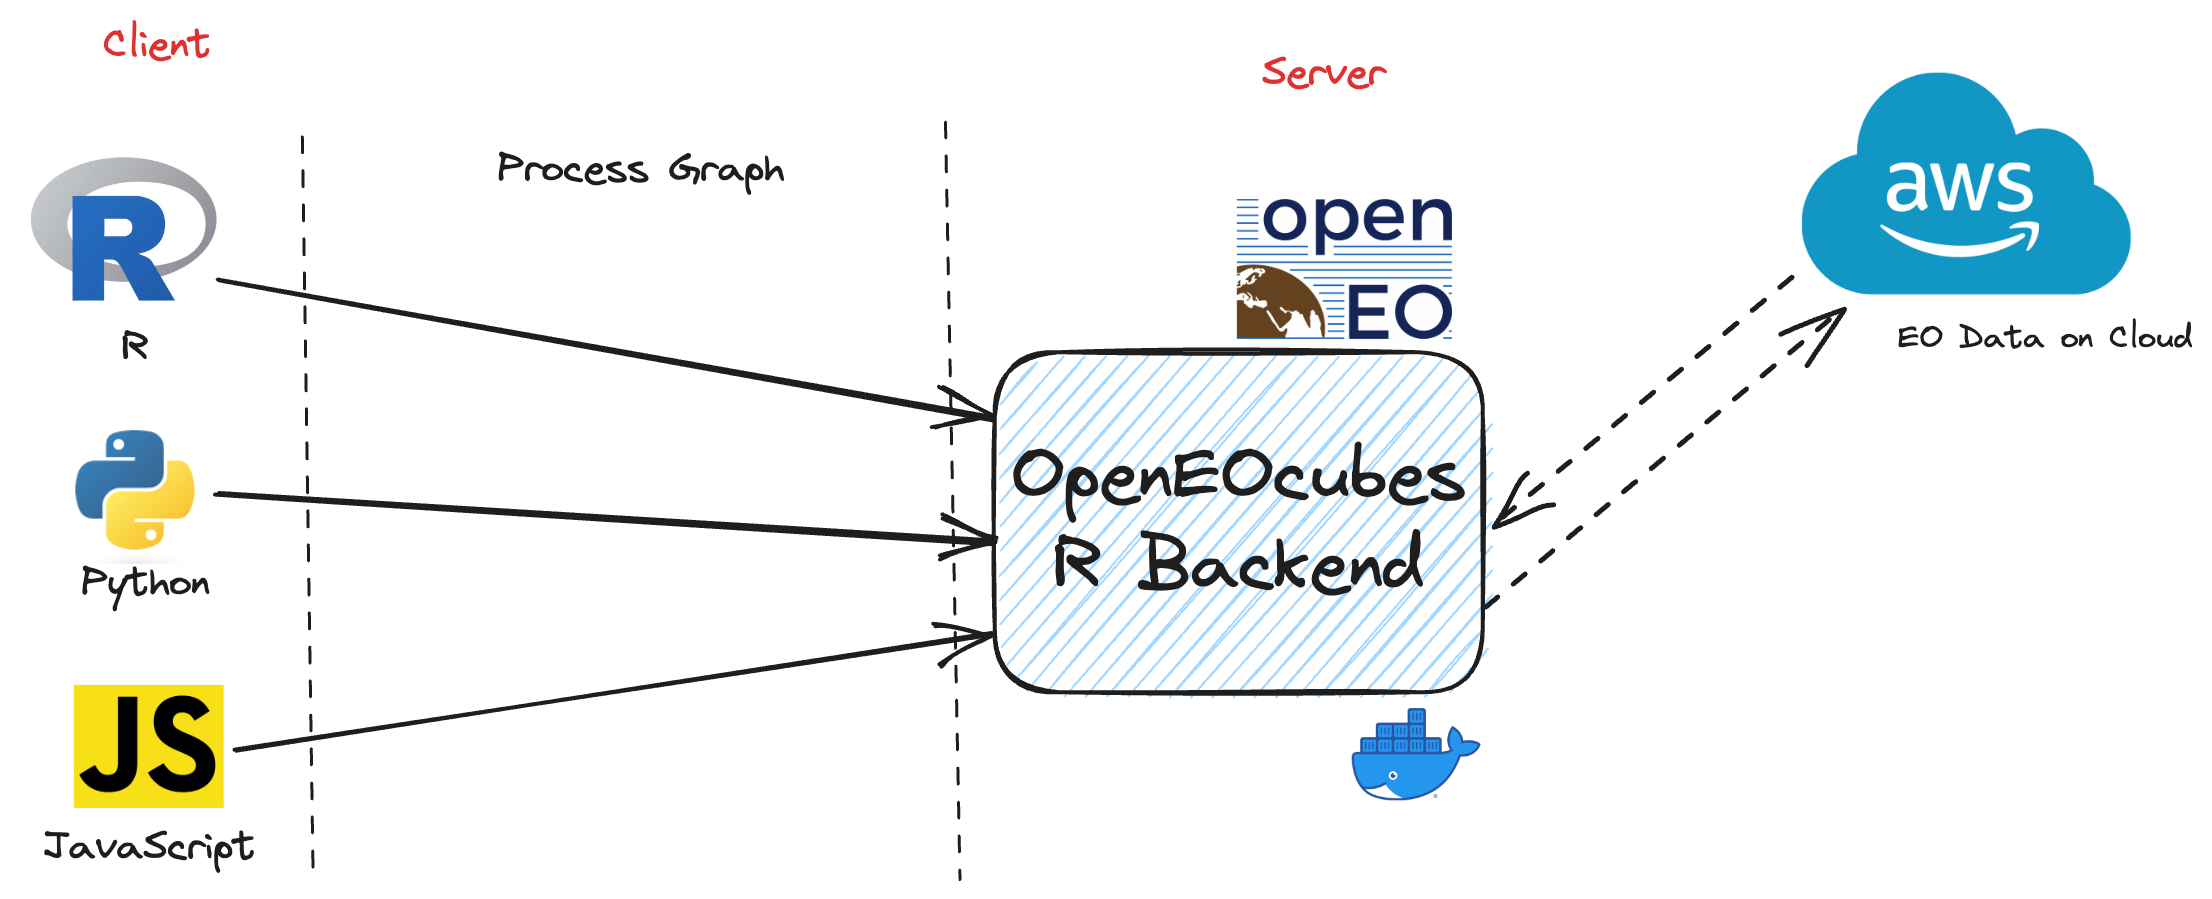 Client
Server
Process Graph
R
R
Python
JS
JavaScript
open
EO
OpenEOcubes
R Backend
aws
EO Data on Cloud